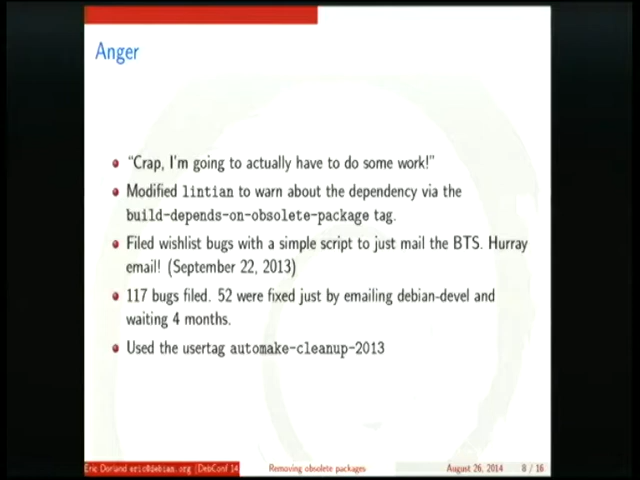 Anger
“Crap, I'm going to actually have to do some work!”
Modified lintian to warn about the dependency via the
build-depends-on-obsolete-package tag.
Filed wishlist bugs with a simple script to just mail the BTS. Hurray
email! (September 22, 2013)
117 bugs filed. 52 were fixed just by emailing debian-devel and
waiting 4 months.
Used the usertag automake-cleanup-2013
Eric Dorland eric@debian.org (DebConf 14
Removing obsolete packages
August 26, 2014
8 / 16